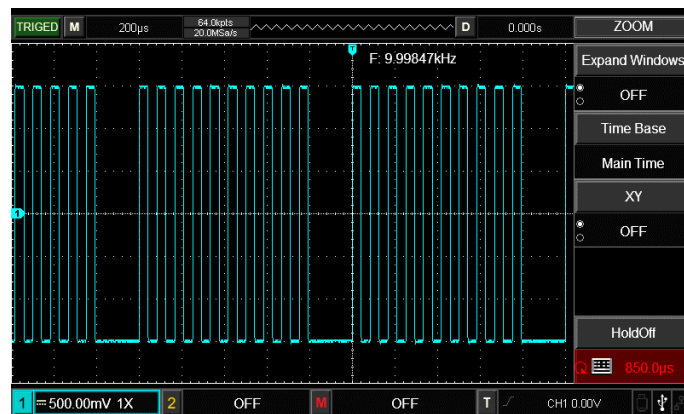 TRIGED M 200µs 64.0kpts D 0.000s ZOOM
20.0MSa/s
F: 9.99847kHz
Expand Windows
OFF
Time Base
Main Time
XY
OFF
1
HoldOff
850.0µs
1 500.00mV 1X 2 OFF M OFF T CH1 0.00V